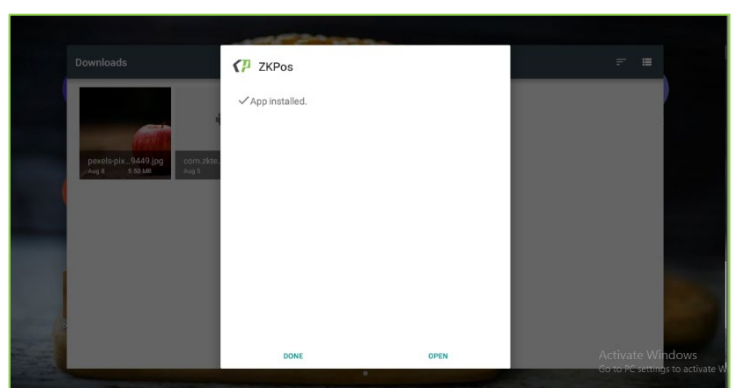 Downloads
ZKPos
App installed.
pexels-pix...9449.jpg
Aug 8 5.50 MB
com.zkte
Aug 8
DONE
OPEN
Activate Windows
Go to PC settings to activate W